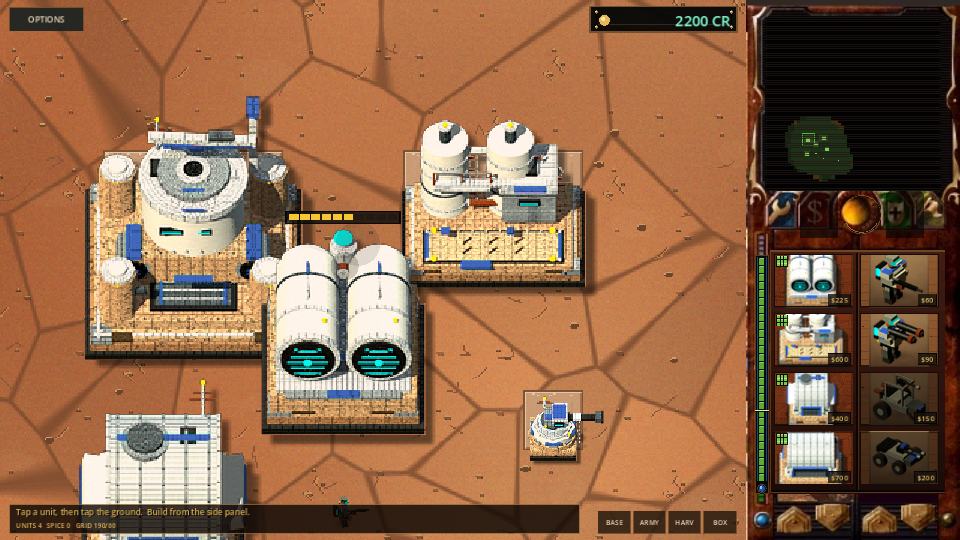 OPTIONS
2200 CR
$225
$60
$600
$90
$400
$150
$700
$200
Tap a unit, then tap the ground. Build from the side panel.
UNITS 4 SPICE 0 GRID 190/80
BASE
ARMY
HARV
BOX